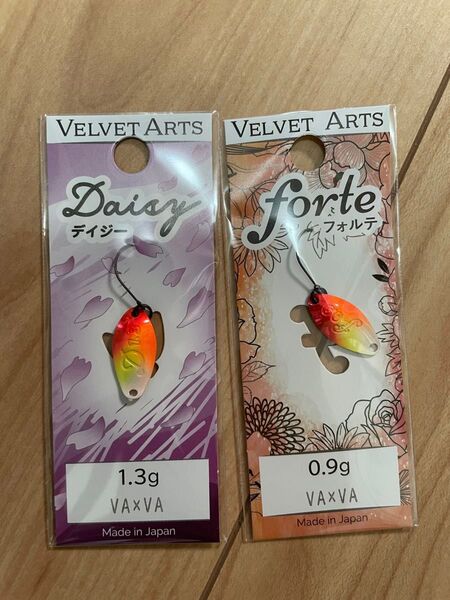 VELVET ARTS
Daisy
デイジー
1.3g
VA×VA
Made in Japan
VELVET ARTS
forte
フォルテ
0.9g
VA×VA
Made in Japan